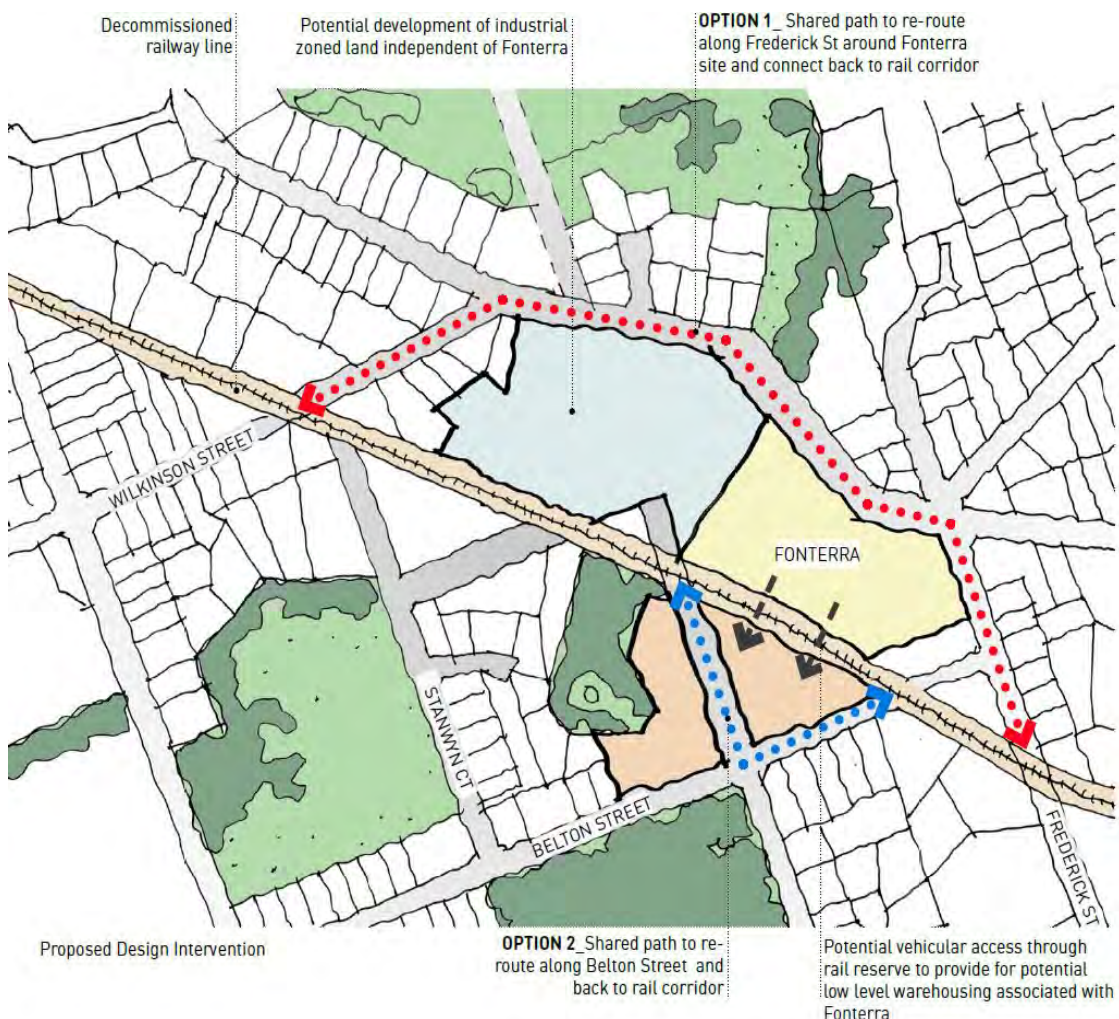 Decommissioned
railway line
Potential development of industrial
zoned land independent of Fonterra
OPTION 1_ Shared path to re-route
along Frederick St around Fonterra
site and connect back to rail corridor
WILKINSON STREET
FONTERRA
STANWYN CT
BELTON STREET
FREDERICK ST
Proposed Design Intervention
OPTION 2_Shared path to re-
route along Belton Street and
back to rail corridor
Potential vehicular access through
rail reserve to provide for potential
low level warehousing associated with
Fonterra